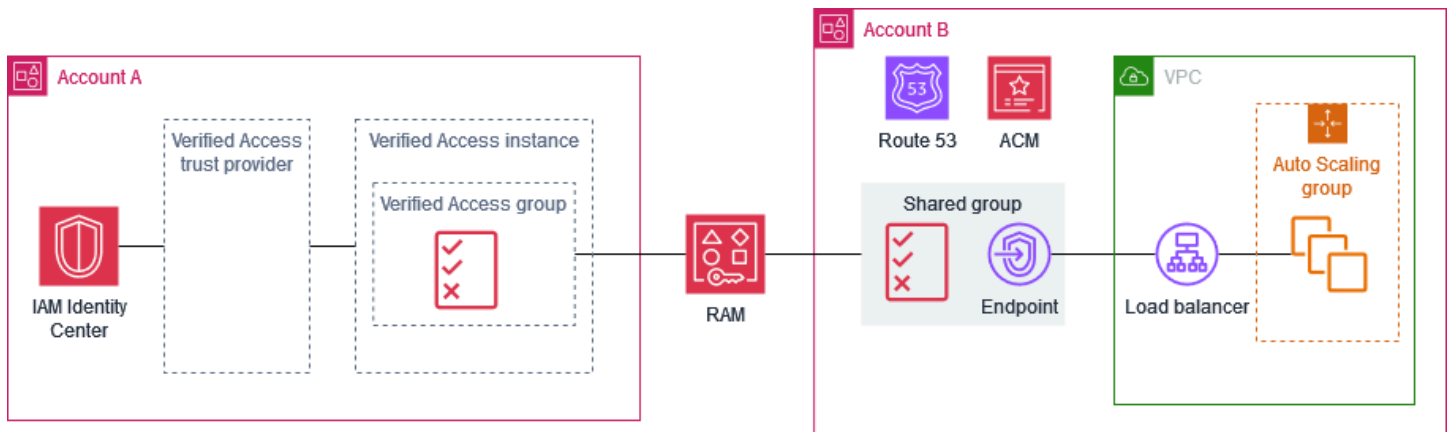 Account B
Account A
VPC
53
Route 53
ACM
Verified Access
trust provider
Verified Access instance
Verified Access group
Auto Scaling
group
Shared group
IAM Identity
Center
RAM
Endpoint
Load balancer